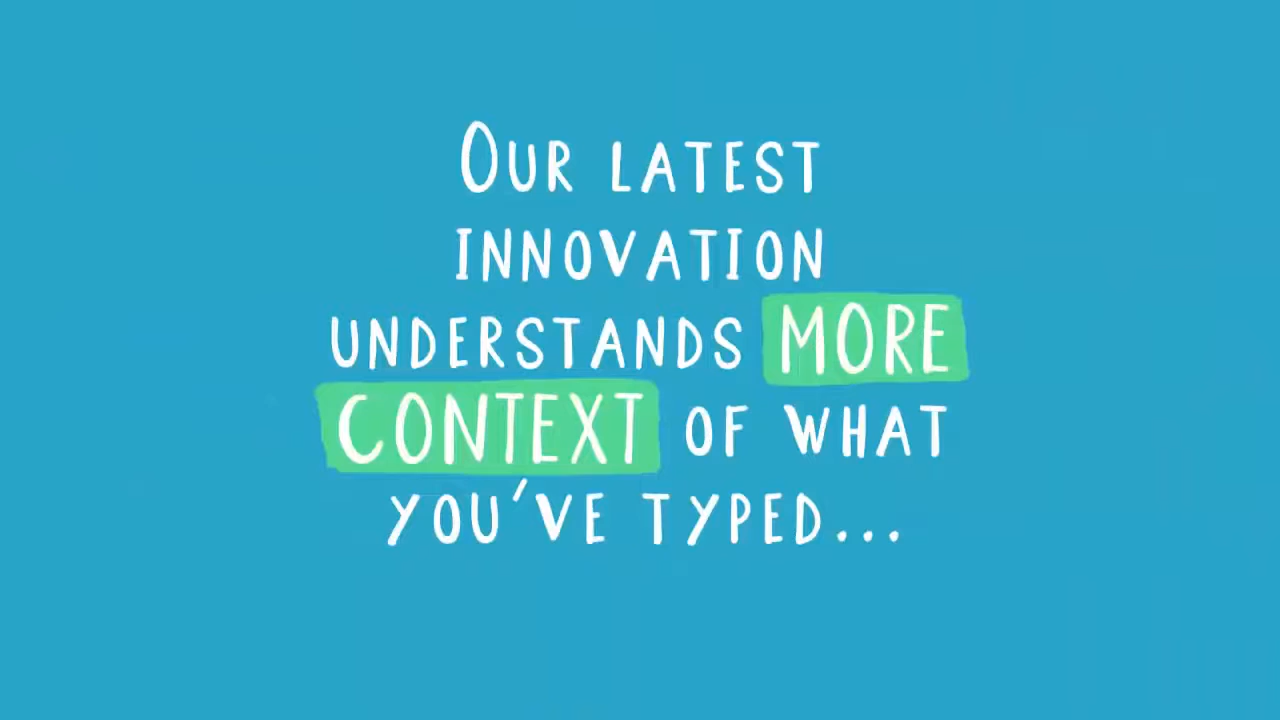 OUR LATEST
INNOVATION
UNDERSTANDS MORE
CONTEXT OF WHAT
YOU'VE TYPED...